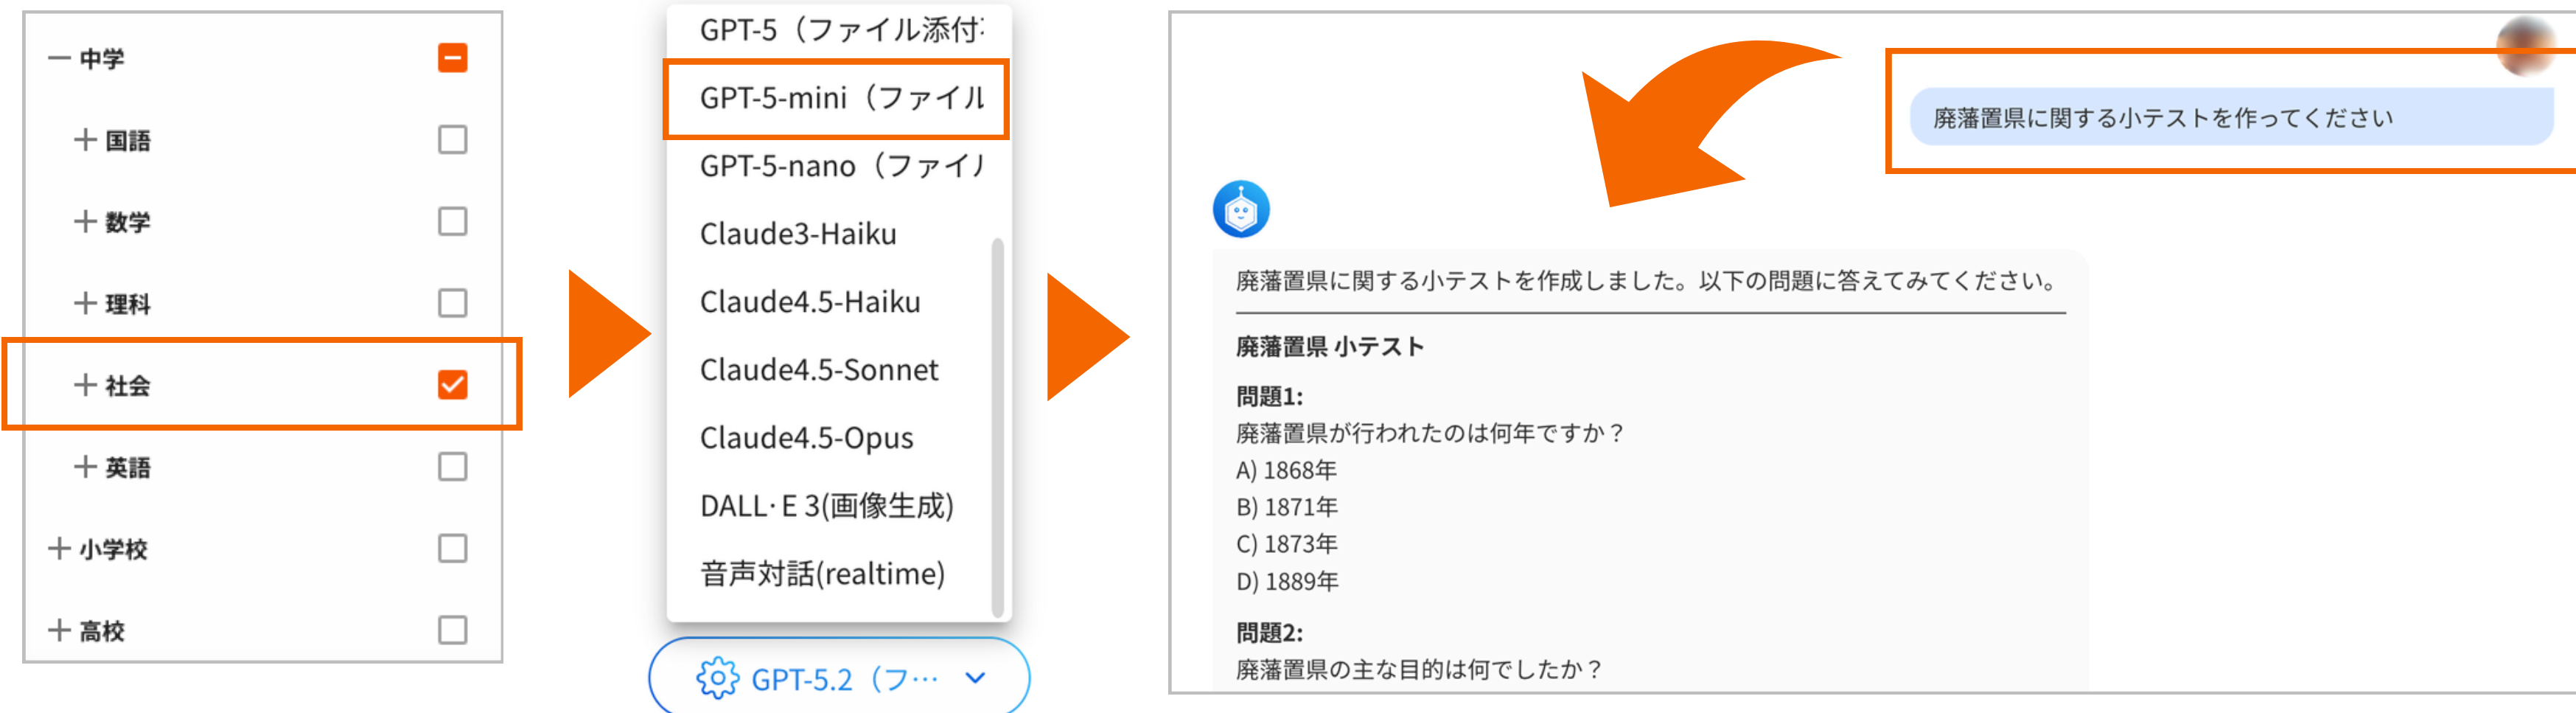 中学
国語
数学
理科
社会
英語
小学校
高校
GPT-5（ファイル添付
GPT-5-mini（ファイル
GPT-5-nano（ファイル
Claude3-Haiku
Claude4.5-Haiku
Claude4.5-Sonnet
Claude4.5-Opus
DALL·E 3(画像生成)
音声対話(realtime)
GPT-5.2（フ…
廃藩置県に関する小テストを作ってください
廃藩置県に関する小テストを作成しました。以下の問題に答えてみてください。
廃藩置県 小テスト
問題1:
廃藩置県が行われたのは何年ですか？
A) 1868年
B) 1871年
C) 1873年
D) 1889年
問題2:
廃藩置県の主な目的は何でしたか？